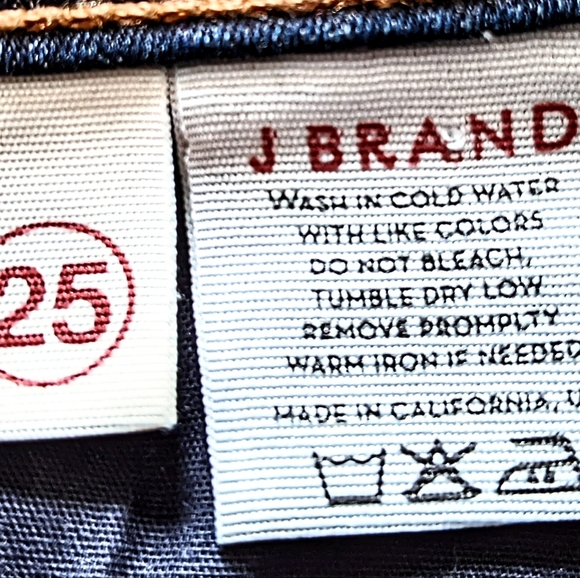 25
J BRAND
WASH IN COLD WATER
WITH LIKE COLORS
DO NOT BLEACH,
TUMBLE DRY LOW
REMOVE PROMPLTY
WARM IRON IF NEEDED
MADE IN CALIFORNIA, U